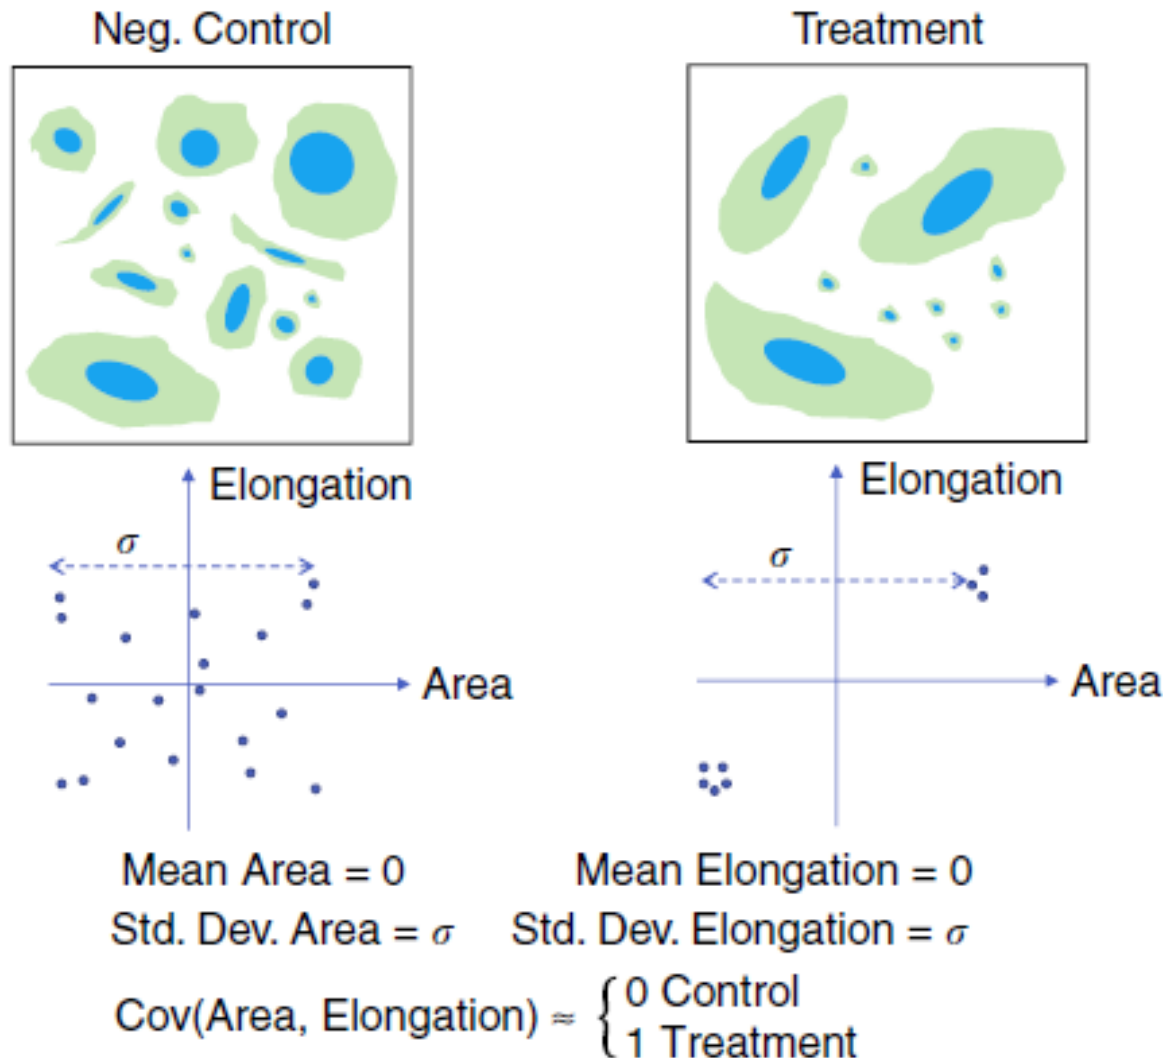 Neg. Control
Treatment
Elongation
Elongation
σ
σ
Area
Area
Mean Area = 0
Mean Elongation = 0
Std. Dev. Area = σ
Std. Dev. Elongation = σ
Cov(Area, Elongation) ≈ {
0 Control
1 Treatment